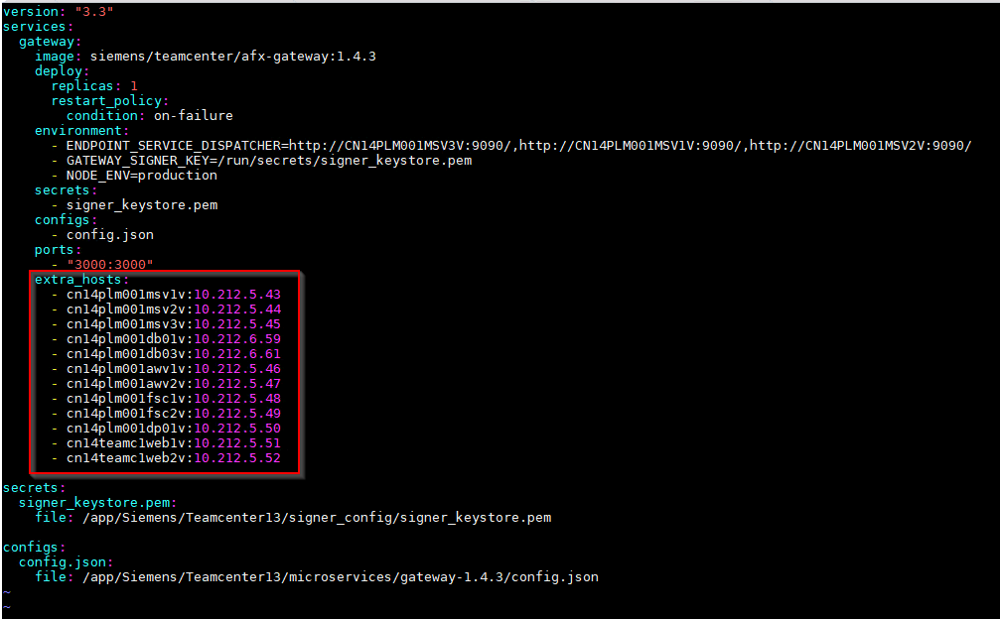 version: "3.3"
services:
  gateway:
    image: siemens/teamcenter/afx-gateway:1.4.3
    deploy:
      replicas: 1
      restart_policy:
        condition: on-failure
    environment:
      - ENDPOINT_SERVICE_DISPATCHER=http://CN14PLM001MSV3V:9090/,http://CN14PLM001MSV1V:9090/,http://CN14PLM001MSV2V:9090/
      - GATEWAY_SIGNER_KEY=/run/secrets/signer_keystore.pem
      - NODE_ENV=production
    secrets:
      - signer_keystore.pem
    configs:
      - config.json
    ports:
      - "3000:3000"
    extra_hosts:
      - cn14plm001msv1v:10.212.5.43
      - cn14plm001msv2v:10.212.5.44
      - cn14plm001msv3v:10.212.5.45
      - cn14plm001db01v:10.212.6.59
      - cn14plm001db03v:10.212.6.61
      - cn14plm001awv1v:10.212.5.46
      - cn14plm001awv2v:10.212.5.47
      - cn14plm001fsc1v:10.212.5.48
      - cn14plm001fsc2v:10.212.5.49
      - cn14plm001dp01v:10.212.5.50
      - cn14teamc1web1v:10.212.5.51
      - cn14teamc1web2v:10.212.5.52
secrets:
  signer_keystore.pem:
    file: /app/Siemens/Teamcenter13/signer_config/signer_keystore.pem
configs:
  config.json:
    file: /app/Siemens/Teamcenter13/microservices/gateway-1.4.3/config.json
~
~